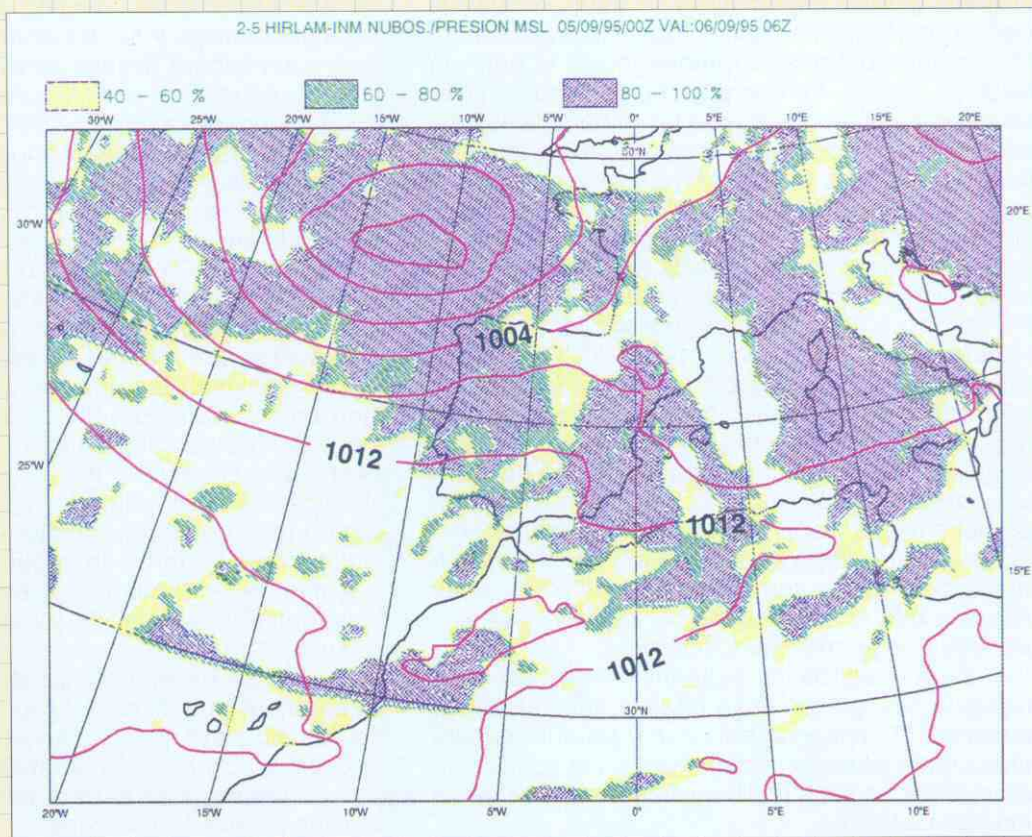 2-5 HIRLAM-INM NUBOS./PRESION MSL 05/09/95/00Z VAL:06/09/95 06Z
40 - 60 % 60 - 80 % 80 - 100 %
30°W 25°W 20°W 15°W 10°W 5°W 0° 5°E 10°E 15°E 20°E
30°W
20°E
1004
1012
25°W
1012
15°E
1012
30°N
20°W 15°W 10°W 5°W 0° 5°E 10°E